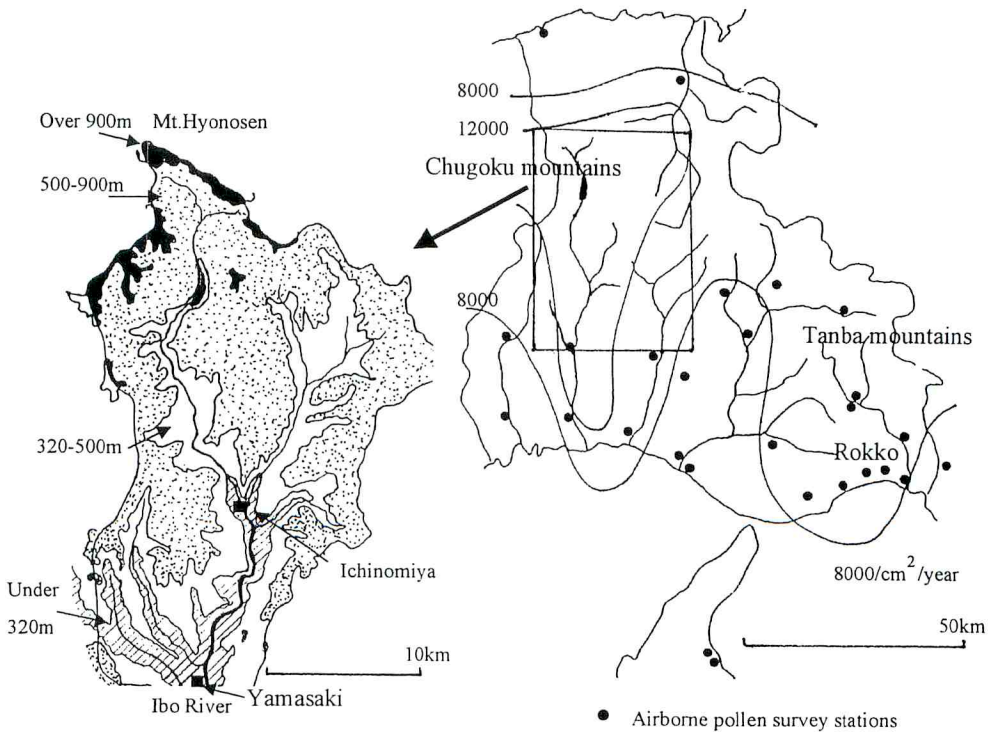 Over 900m
Mt.Hyonosen
500-900m
320-500m
Under
320m
Ichinomiya
10km
Ibo River
Yamasaki
8000
12000
Chugoku mountains
8000
Tanba mountains
Rokko
8000/cm²/year
50km
Airborne pollen survey stations